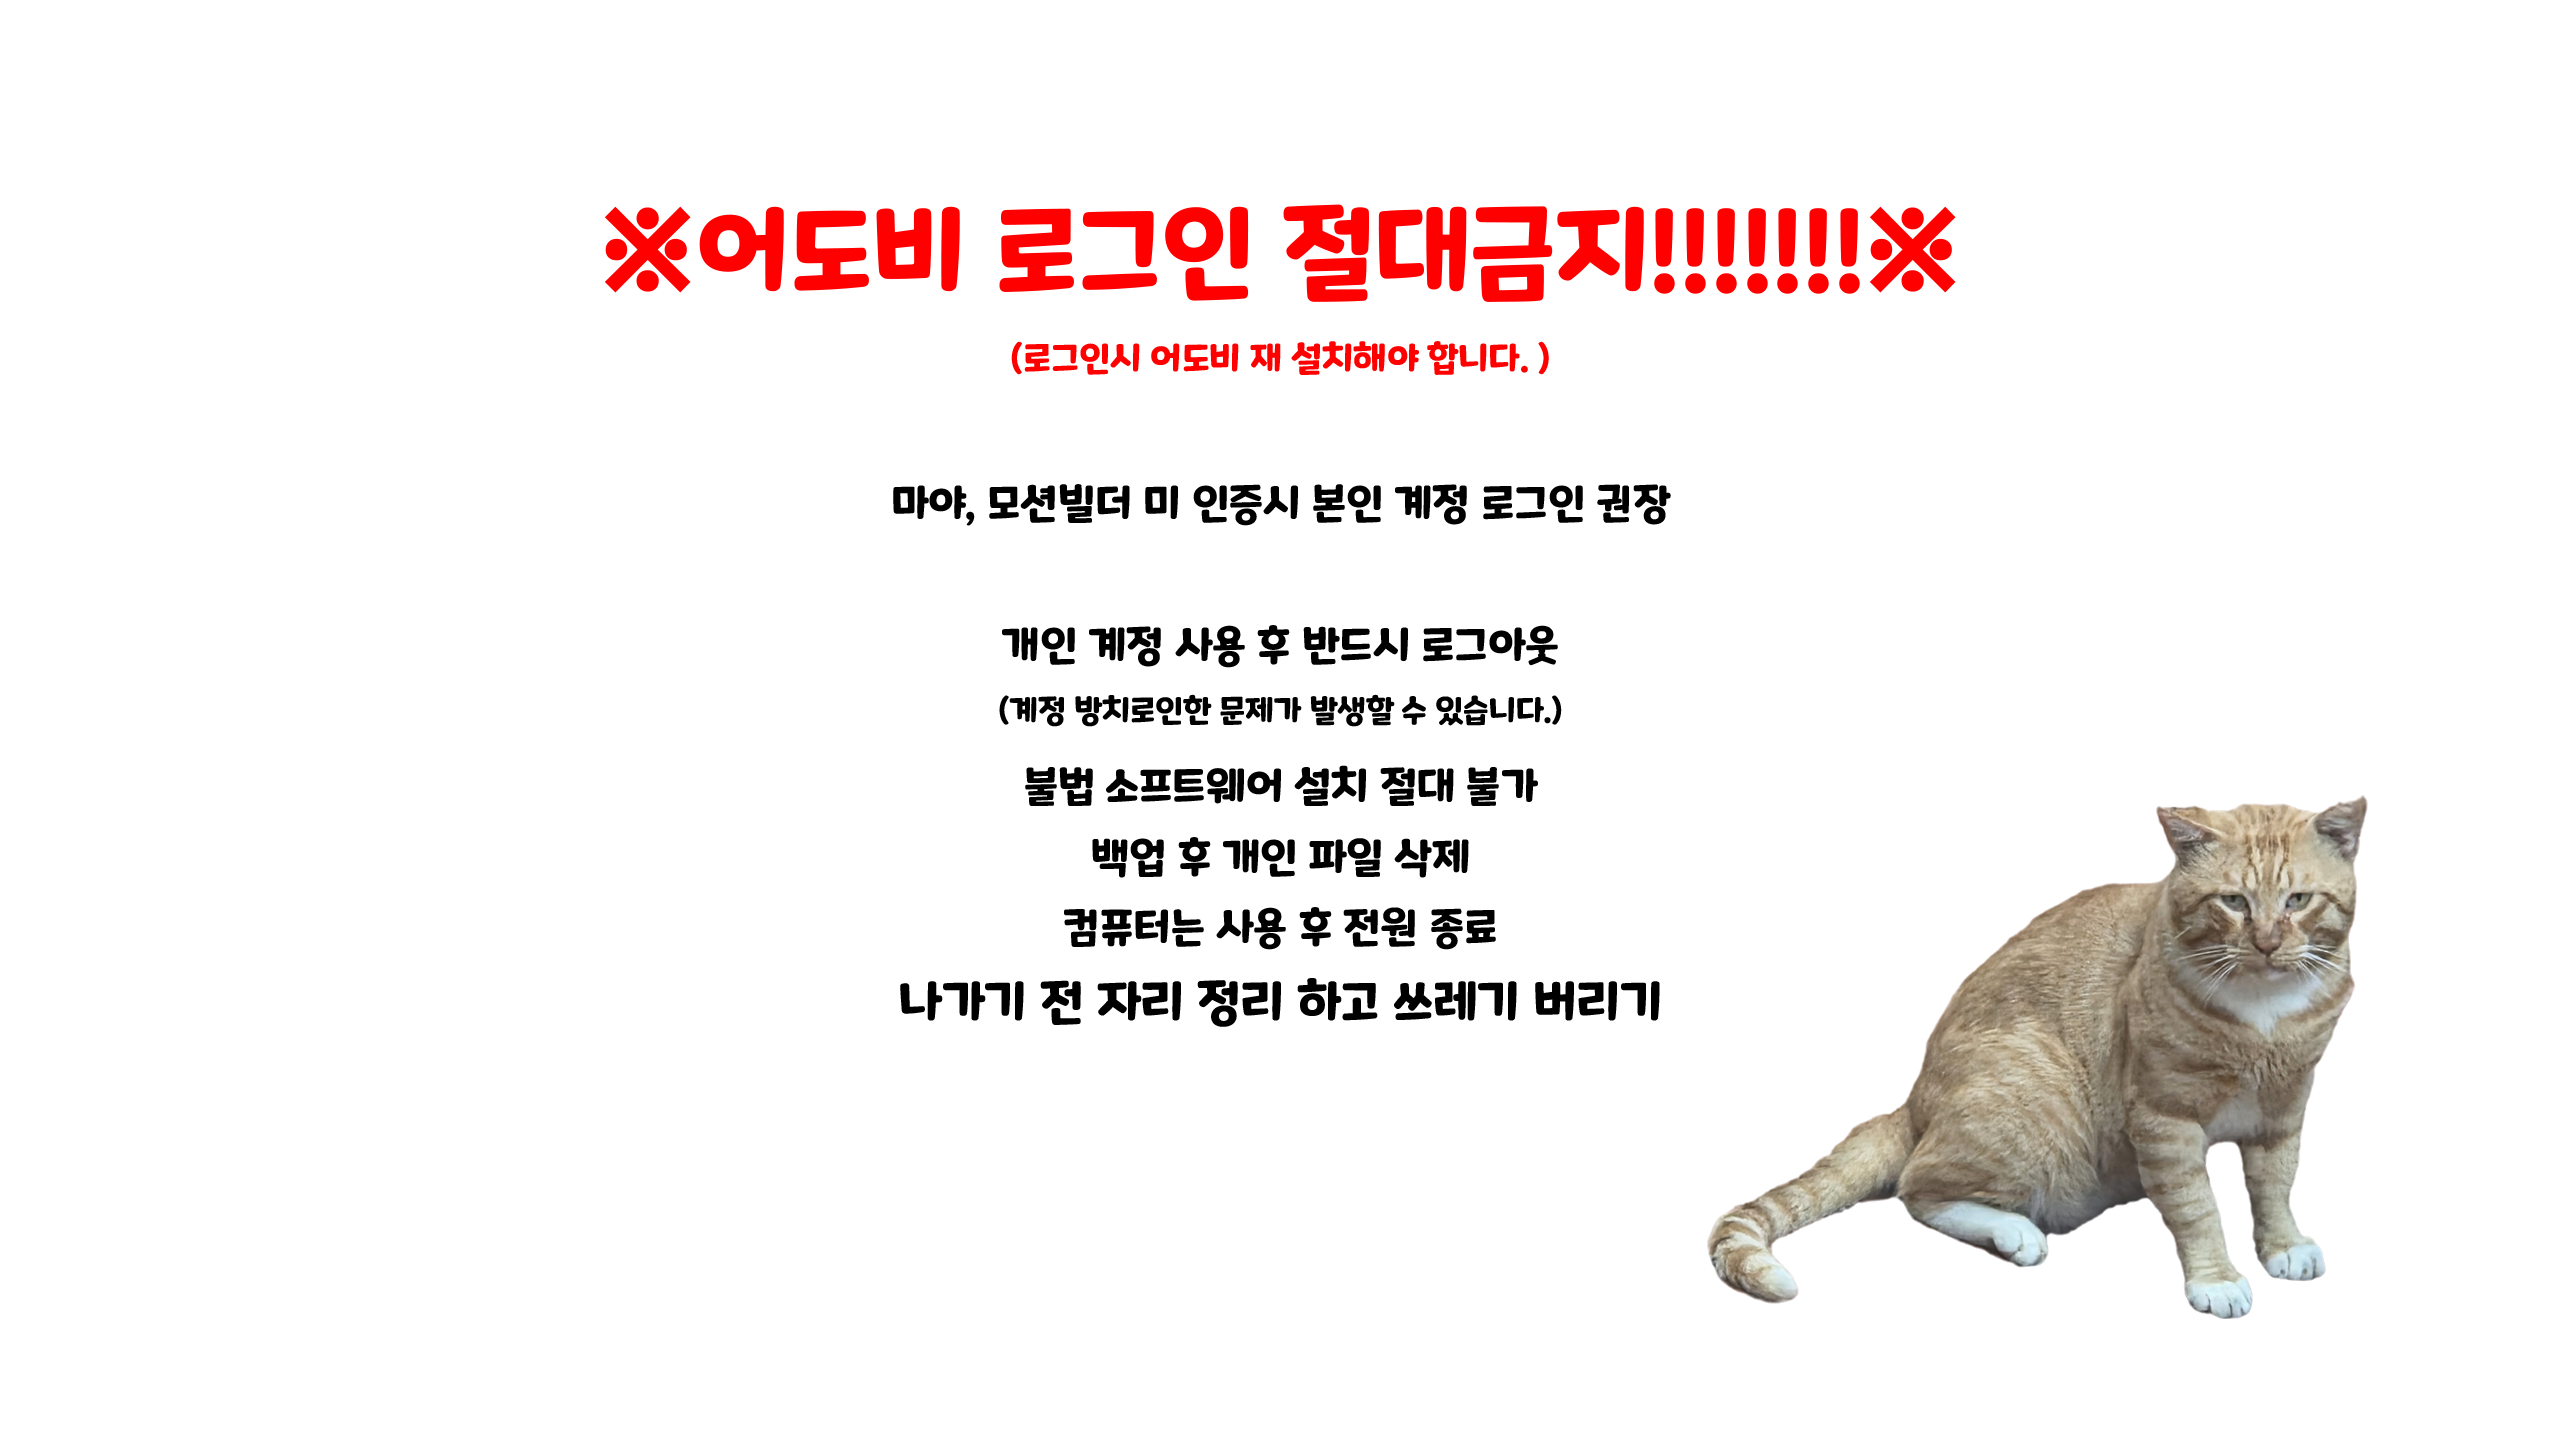 ※어도비 로그인 절대금지!!!!!!!※
(로그인시 어도비 재 설치해야 합니다. )
마야, 모션빌더 미 인증시 본인 계정 로그인 권장
개인 계정 사용 후 반드시 로그아웃
(계정 방치로인한 문제가 발생할 수 있습니다.)
불법 소프트웨어 설치 절대 불가
백업 후 개인 파일 삭제
컴퓨터는 사용 후 전원 종료
나가기 전 자리 정리 하고 쓰레기 버리기